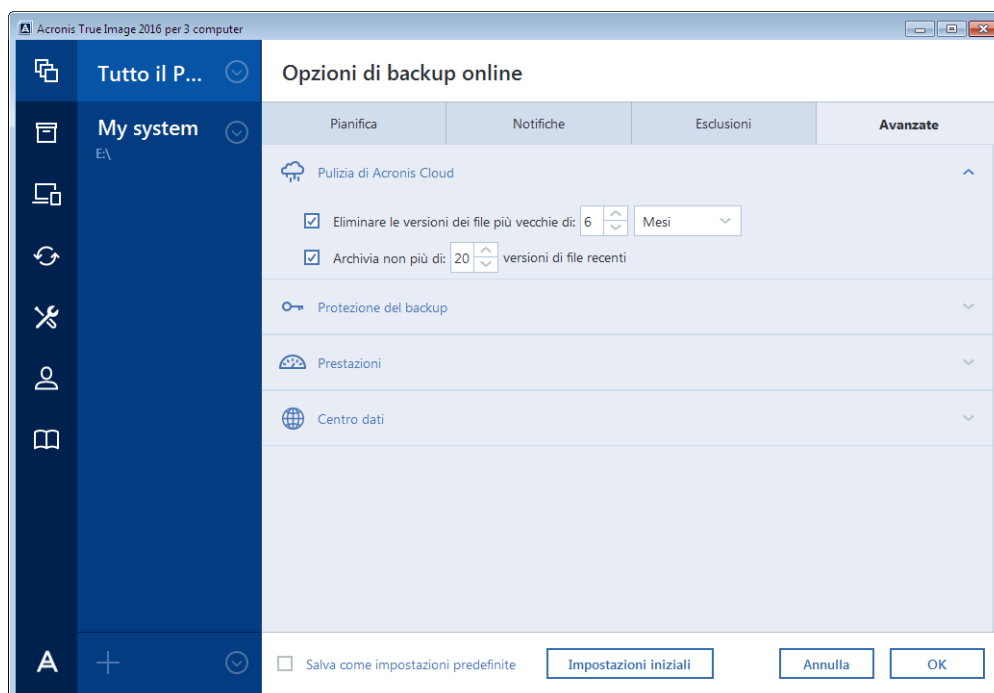 Acronis True Image 2016 per 3 computer
Tutto il P...
My system
E:\
Opzioni di backup online
Pianifica
Notifiche
Esclusioni
Avanzate
Pulizia di Acronis Cloud
Eliminare le versioni dei file più vecchie di: 6 Mesi
Archivia non più di: 20 versioni di file recenti
Protezione del backup
Prestazioni
Centro dati
Salva come impostazioni predefinite
Impostazioni iniziali
Annulla
OK